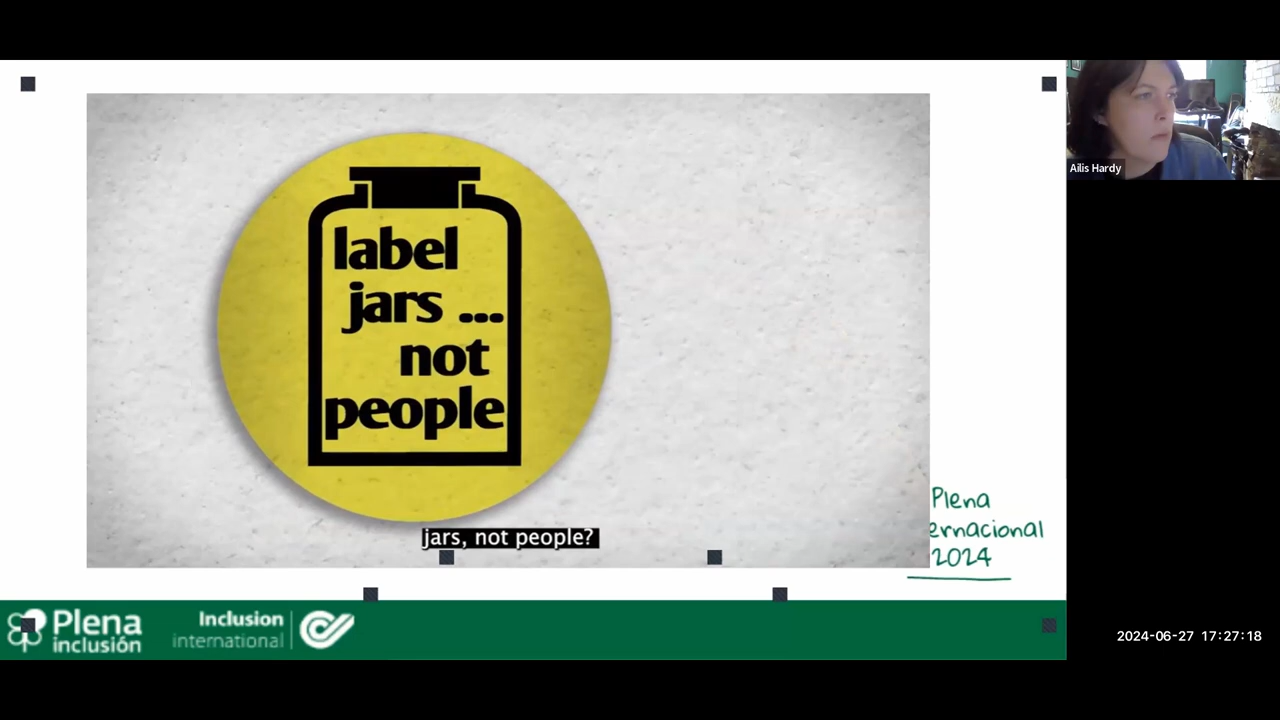 label
jars ...
not
people
jars, not people?
Plena
ernacional
2024
Plena
inclusión
Inclusion
international
Ailis Hardy
2024-06-27 17:27:18